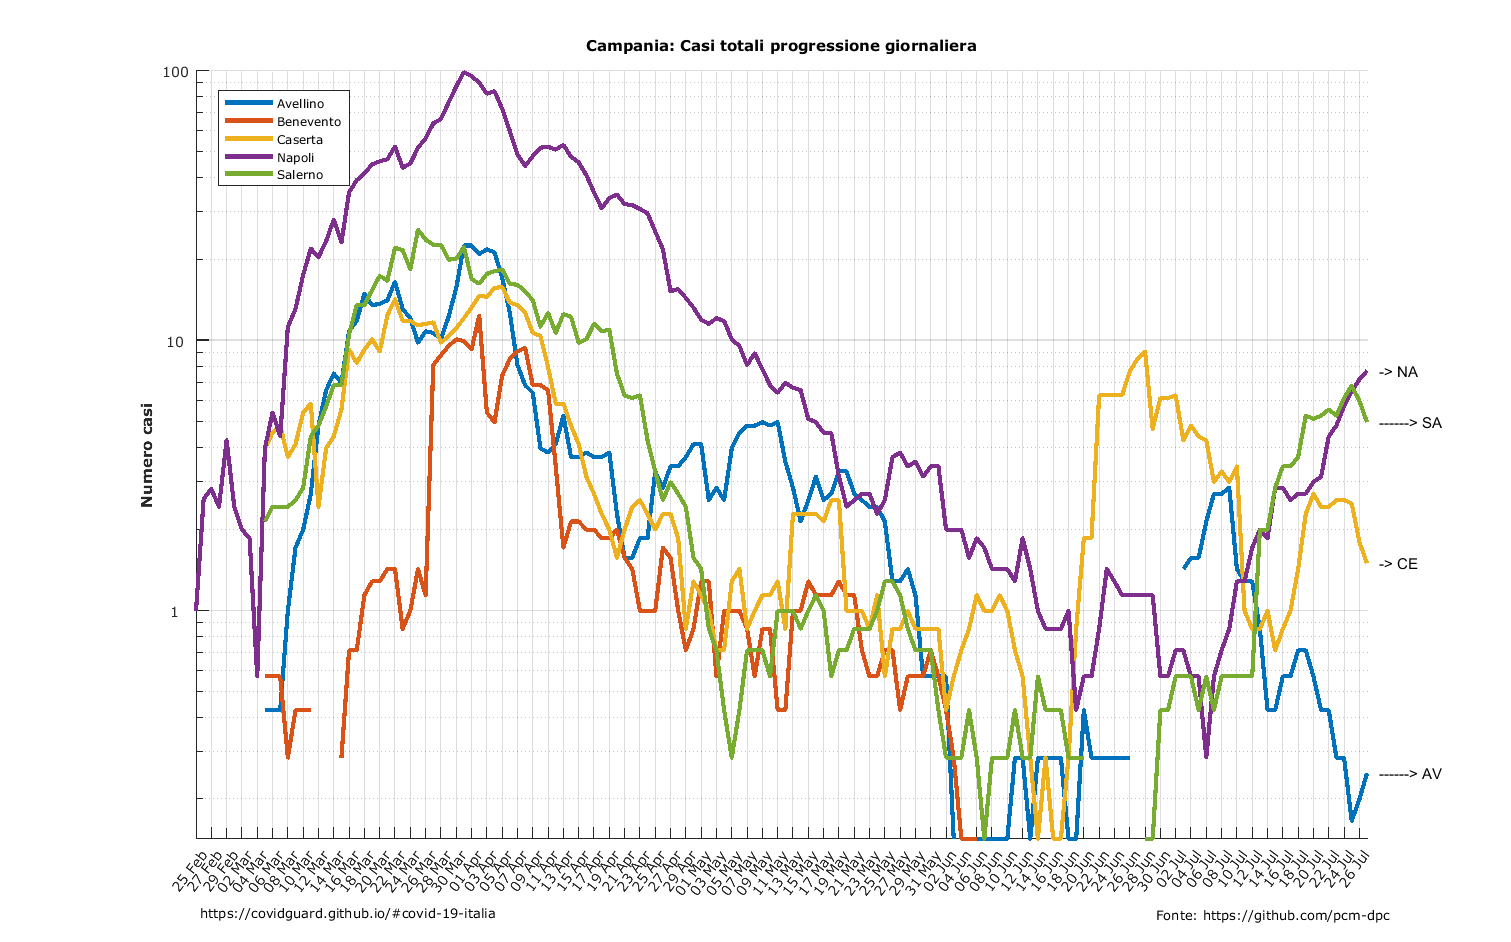 Campania: Casi totali progressione giornaliera
100
10
1
Numero casi
Avellino
Benevento
Caserta
Napoli
Salerno
-> NA
------> SA
-> CE
------> AV
25 Feb
27 Feb
29 Feb
02 Mar
04 Mar
06 Mar
08 Mar
10 Mar
12 Mar
14 Mar
16 Mar
18 Mar
20 Mar
22 Mar
24 Mar
26 Mar
28 Mar
30 Mar
01 Apr
03 Apr
05 Apr
07 Apr
09 Apr
11 Apr
13 Apr
15 Apr
17 Apr
19 Apr
21 Apr
23 Apr
25 Apr
27 Apr
29 Apr
01 May
03 May
05 May
07 May
09 May
11 May
13 May
15 May
17 May
19 May
21 May
23 May
25 May
27 May
29 May
31 May
02 Jun
04 Jun
06 Jun
08 Jun
10 Jun
12 Jun
14 Jun
16 Jun
18 Jun
20 Jun
22 Jun
24 Jun
26 Jun
28 Jun
30 Jun
02 Jul
04 Jul
06 Jul
08 Jul
10 Jul
12 Jul
14 Jul
16 Jul
18 Jul
20 Jul
22 Jul
24 Jul
26 Jul
https://covidguard.github.io/#covid-19-italia
Fonte: https://github.com/pcm-dpc